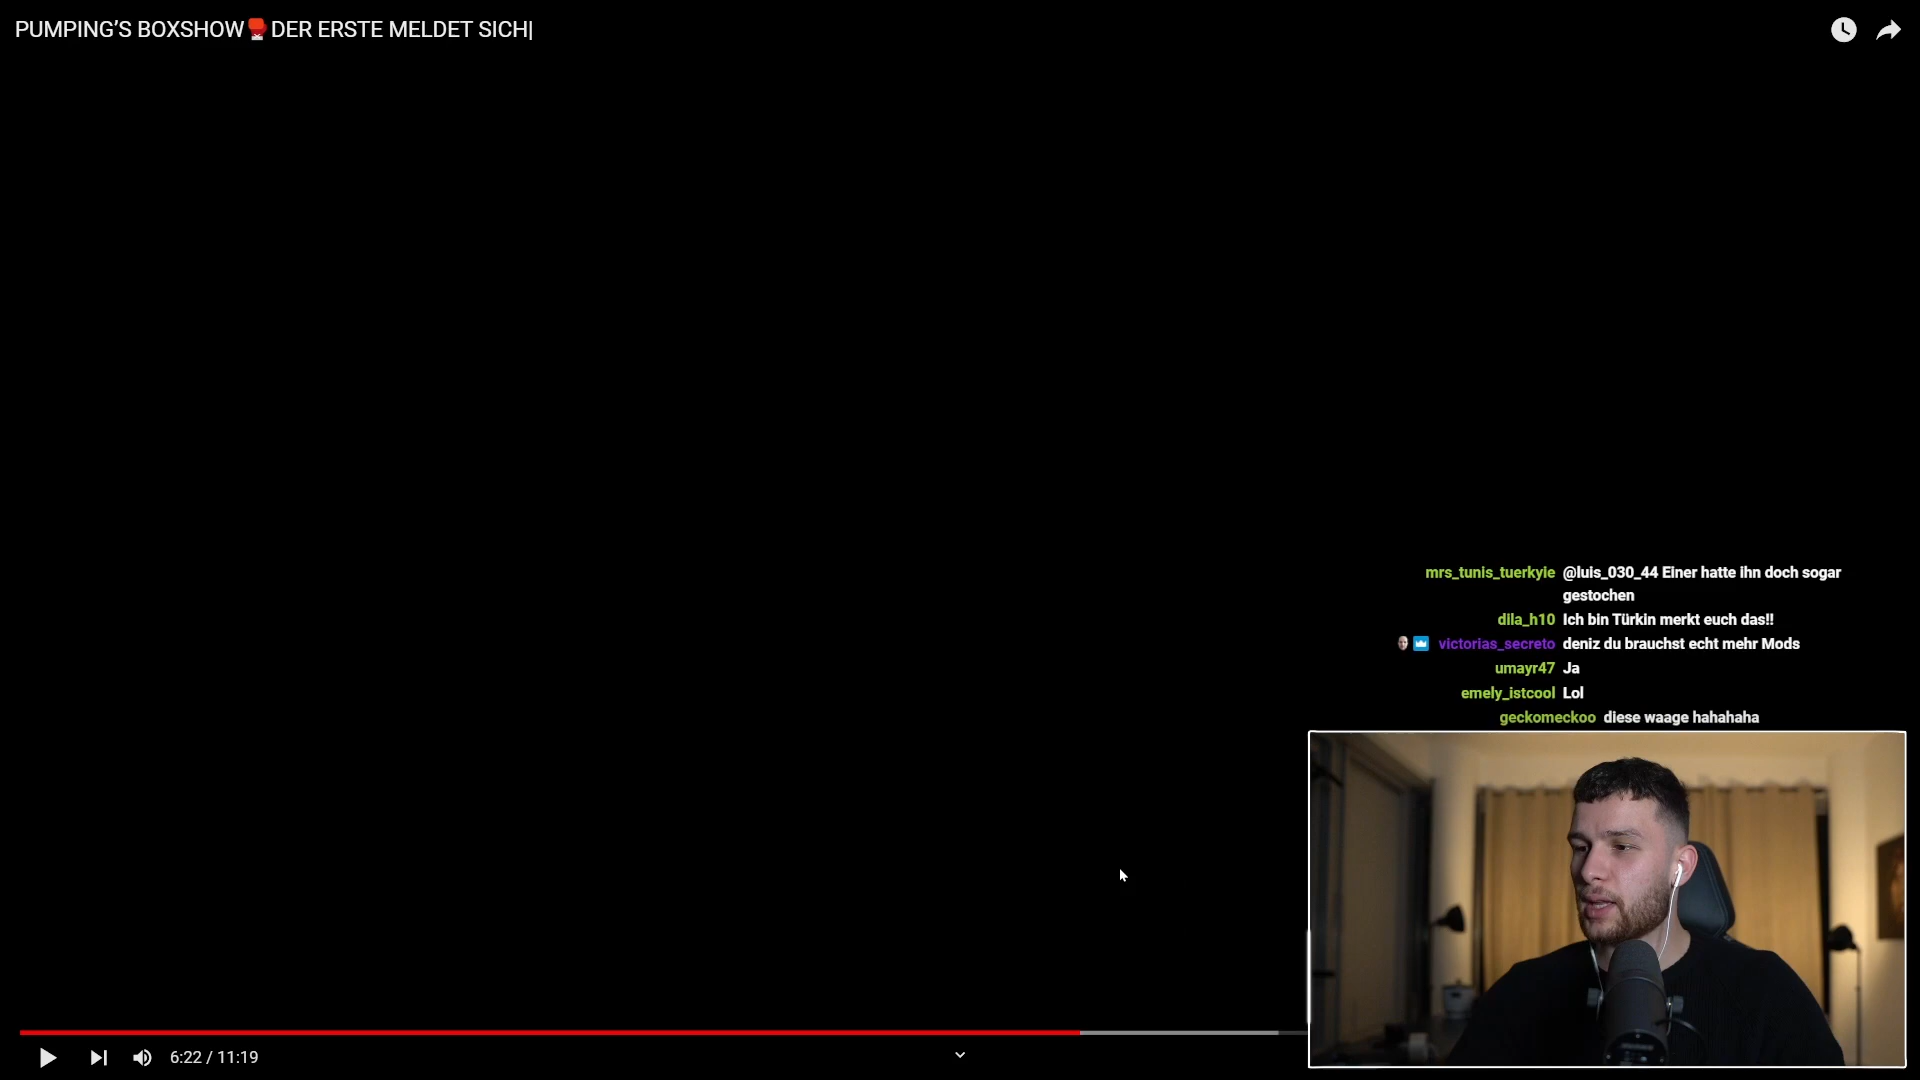 PUMPING’S BOXSHOW🥊DER ERSTE MELDET SICH|
mrs_tunis_tuerkyie @luis_030_44 Einer hatte ihn doch sogar
gestochen
dila_h10 Ich bin Türkin merkt euch das!!
victorias_secreto deniz du brauchst echt mehr Mods
umayr47 Ja
emely_istcool Lol
geckomeckoo diese waage hahahaha
6:22 / 11:19